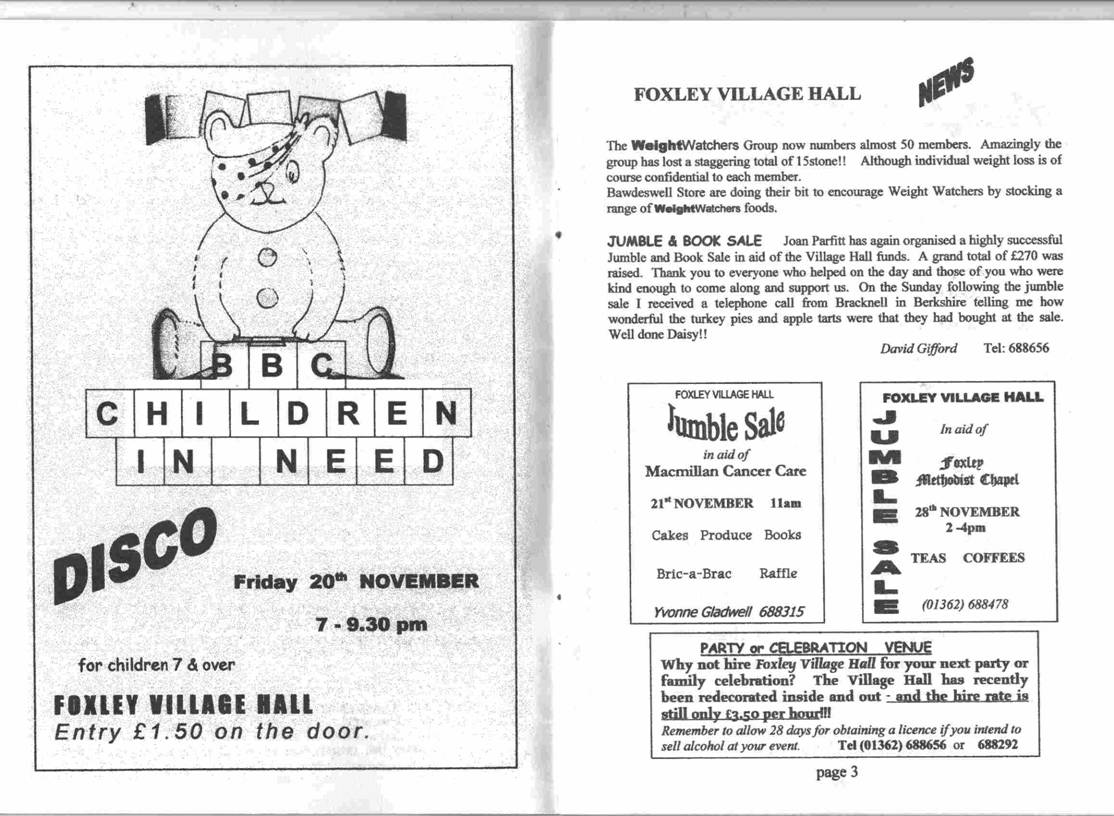 BBC
CHILDREN
IN NEED
DISCO
Friday 20th NOVEMBER
7 - 9.30 pm
for children 7 & over
FOXLEY VILLAGE HALL
Entry £1.50 on the door.
FOXLEY VILLAGE HALL
NEWS
The WeightWatchers Group now numbers almost 50 members. Amazingly the
group has lost a staggering total of 15stone!! Although individual weight loss is of
course confidential to each member.
Bawdeswell Store are doing their bit to encourage Weight Watchers by stocking a
range of WeightWatchers foods.
JUMBLE & BOOK SALE Joan Parfitt has again organised a highly successful
Jumble and Book Sale in aid of the Village Hall funds. A grand total of £270 was
raised. Thank you to everyone who helped on the day and those of you who were
kind enough to come along and support us. On the Sunday following the jumble
sale I received a telephone call from Bracknell in Berkshire telling me how
wonderful the turkey pies and apple tarts were that they had bought at the sale.
Well done Daisy!!
David Gifford Tel: 688656
FOXLEY VILLAGE HALL
Jumble Sale
in aid of
Macmillan Cancer Care
21st NOVEMBER 11am
Cakes Produce Books
Bric-a-Brac Raffle
Yvonne Gladwell 688315
FOXLEY VILLAGE HALL
JUMBLE SALE
In aid of
Foxley
Methodist Chapel
28th NOVEMBER
2 -4pm
TEAS COFFEES
(01362) 688478
PARTY or CELEBRATION VENUE
Why not hire Foxley Village Hall for your next party or
family celebration? The Village Hall has recently
been redecorated inside and out - and the hire rate is
still only £3.50 per hour!!!
Remember to allow 28 days for obtaining a licence if you intend to
sell alcohol at your event. Tel (01362) 688656 or 688292
page 3